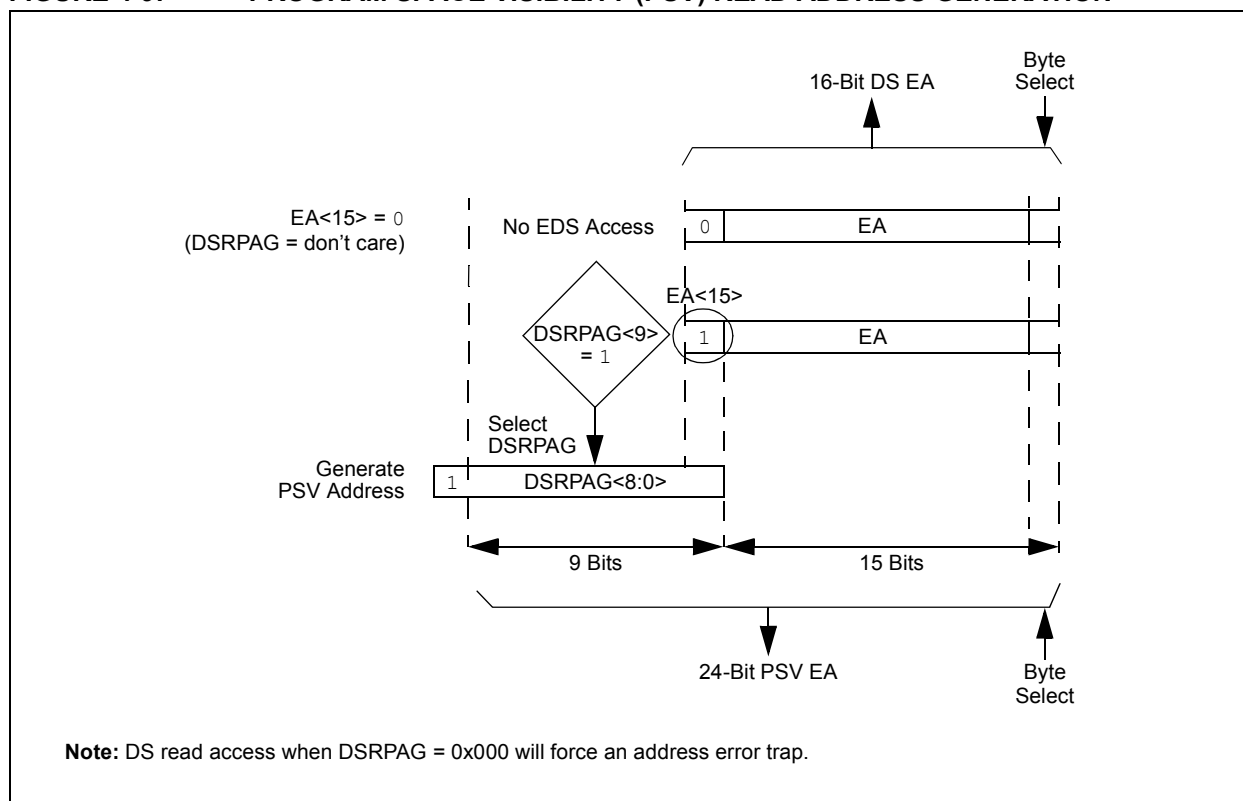 Byte
Select
16-Bit DS EA
EA<15> = 0
(DSRPAG = don't care)
No EDS Access
0
EA
EA<15>
DSRPAG<9>
= 1
1
EA
Select
DSRPAG
Generate
PSV Address
1
DSRPAG<8:0>
9 Bits
15 Bits
24-Bit PSV EA
Byte
Select
Note: DS read access when DSRPAG = 0x000 will force an address error trap.